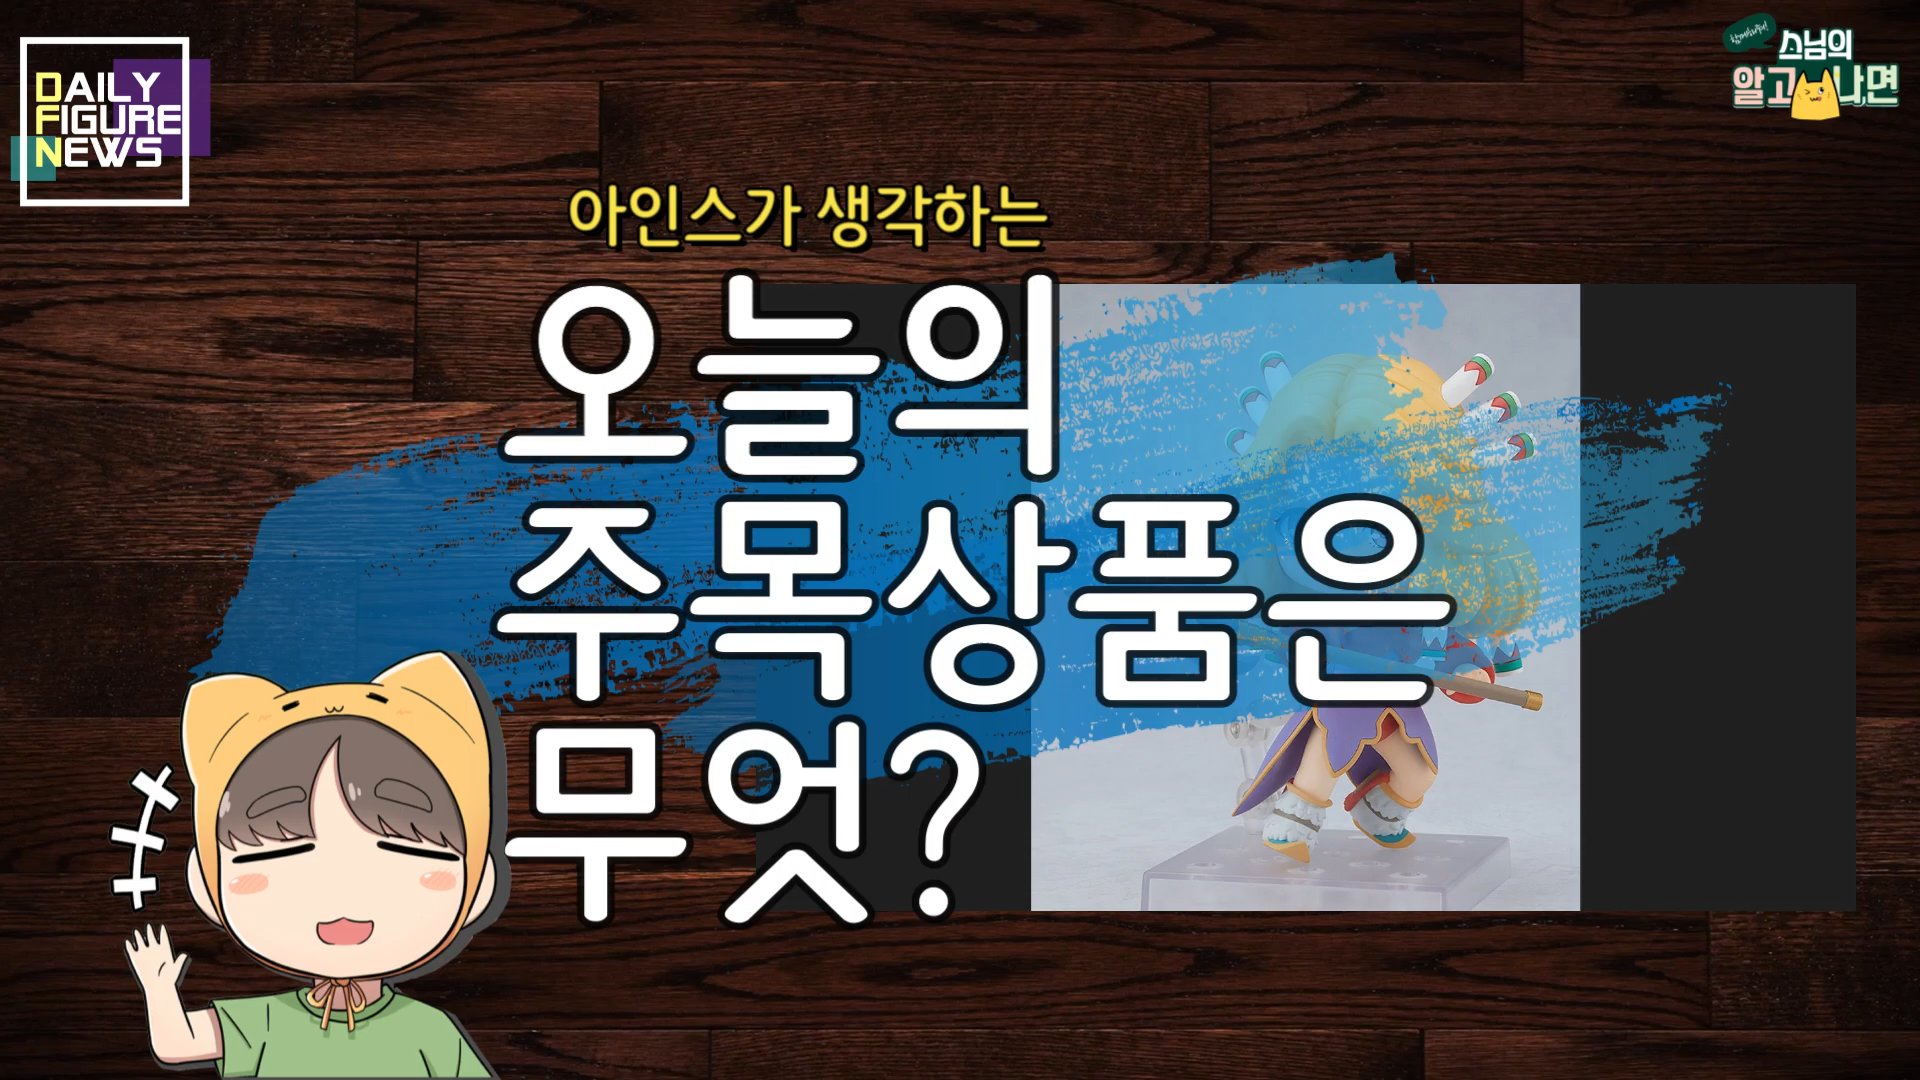 DAILY
FIGURE
NEWS
스님의
알고 나면
아인스가 생각하는
오늘의
주목상품은
무엇?